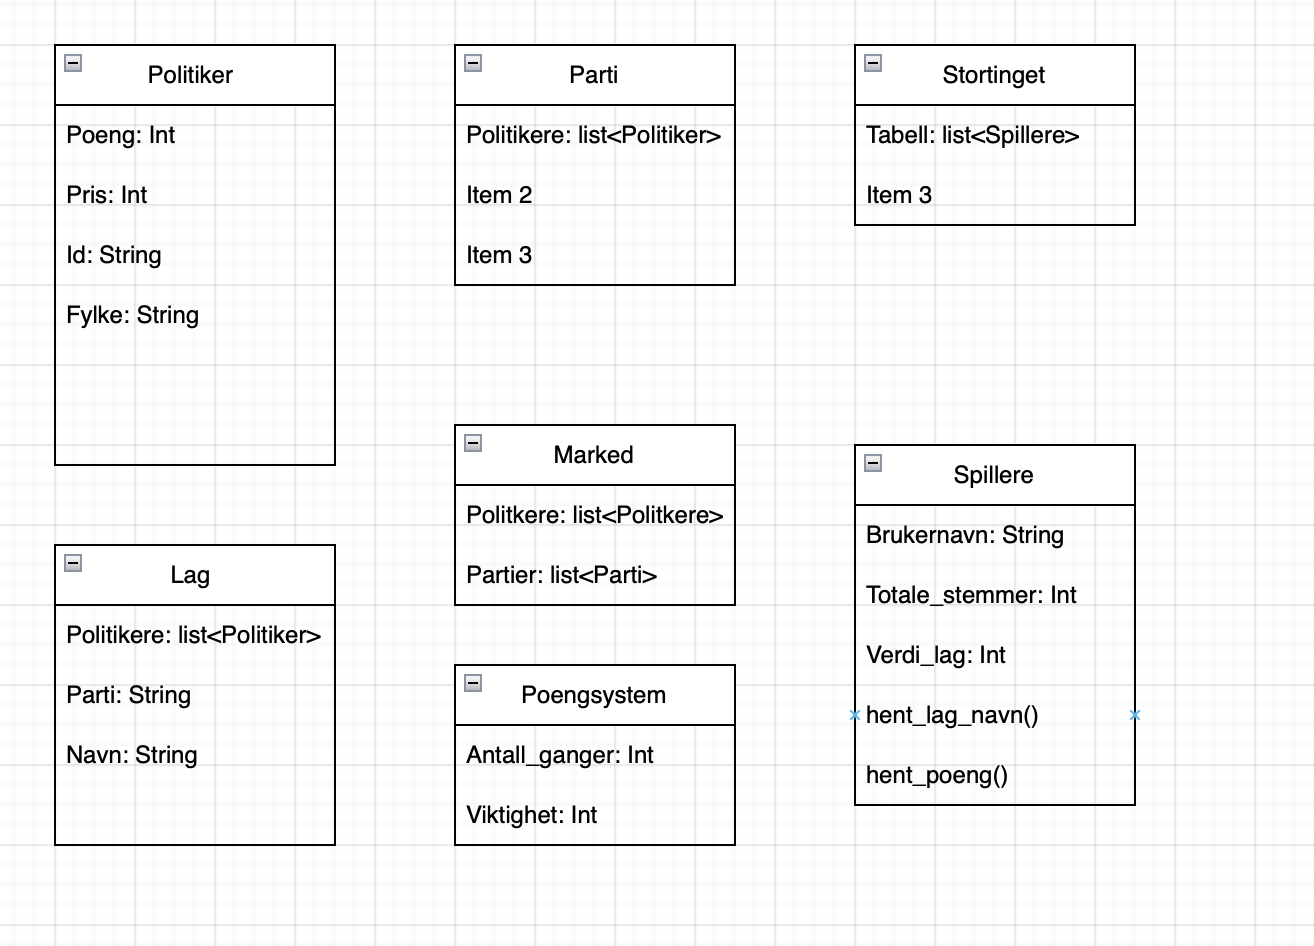 Politiker
Poeng: Int
Pris: Int
Id: String
Fylke: String
Parti
Politikere: list<Politiker>
Item 2
Item 3
Stortinget
Tabell: list<Spillere>
Item 3
Lag
Politikere: list<Politiker>
Parti: String
Navn: String
Marked
Politkere: list<Politkere>
Partier: list<Parti>
Poengsystem
Antall_ganger: Int
Viktighet: Int
Spillere
Brukernavn: String
Totale_stemmer: Int
Verdi_lag: Int
hent_lag_navn()
hent_poeng()